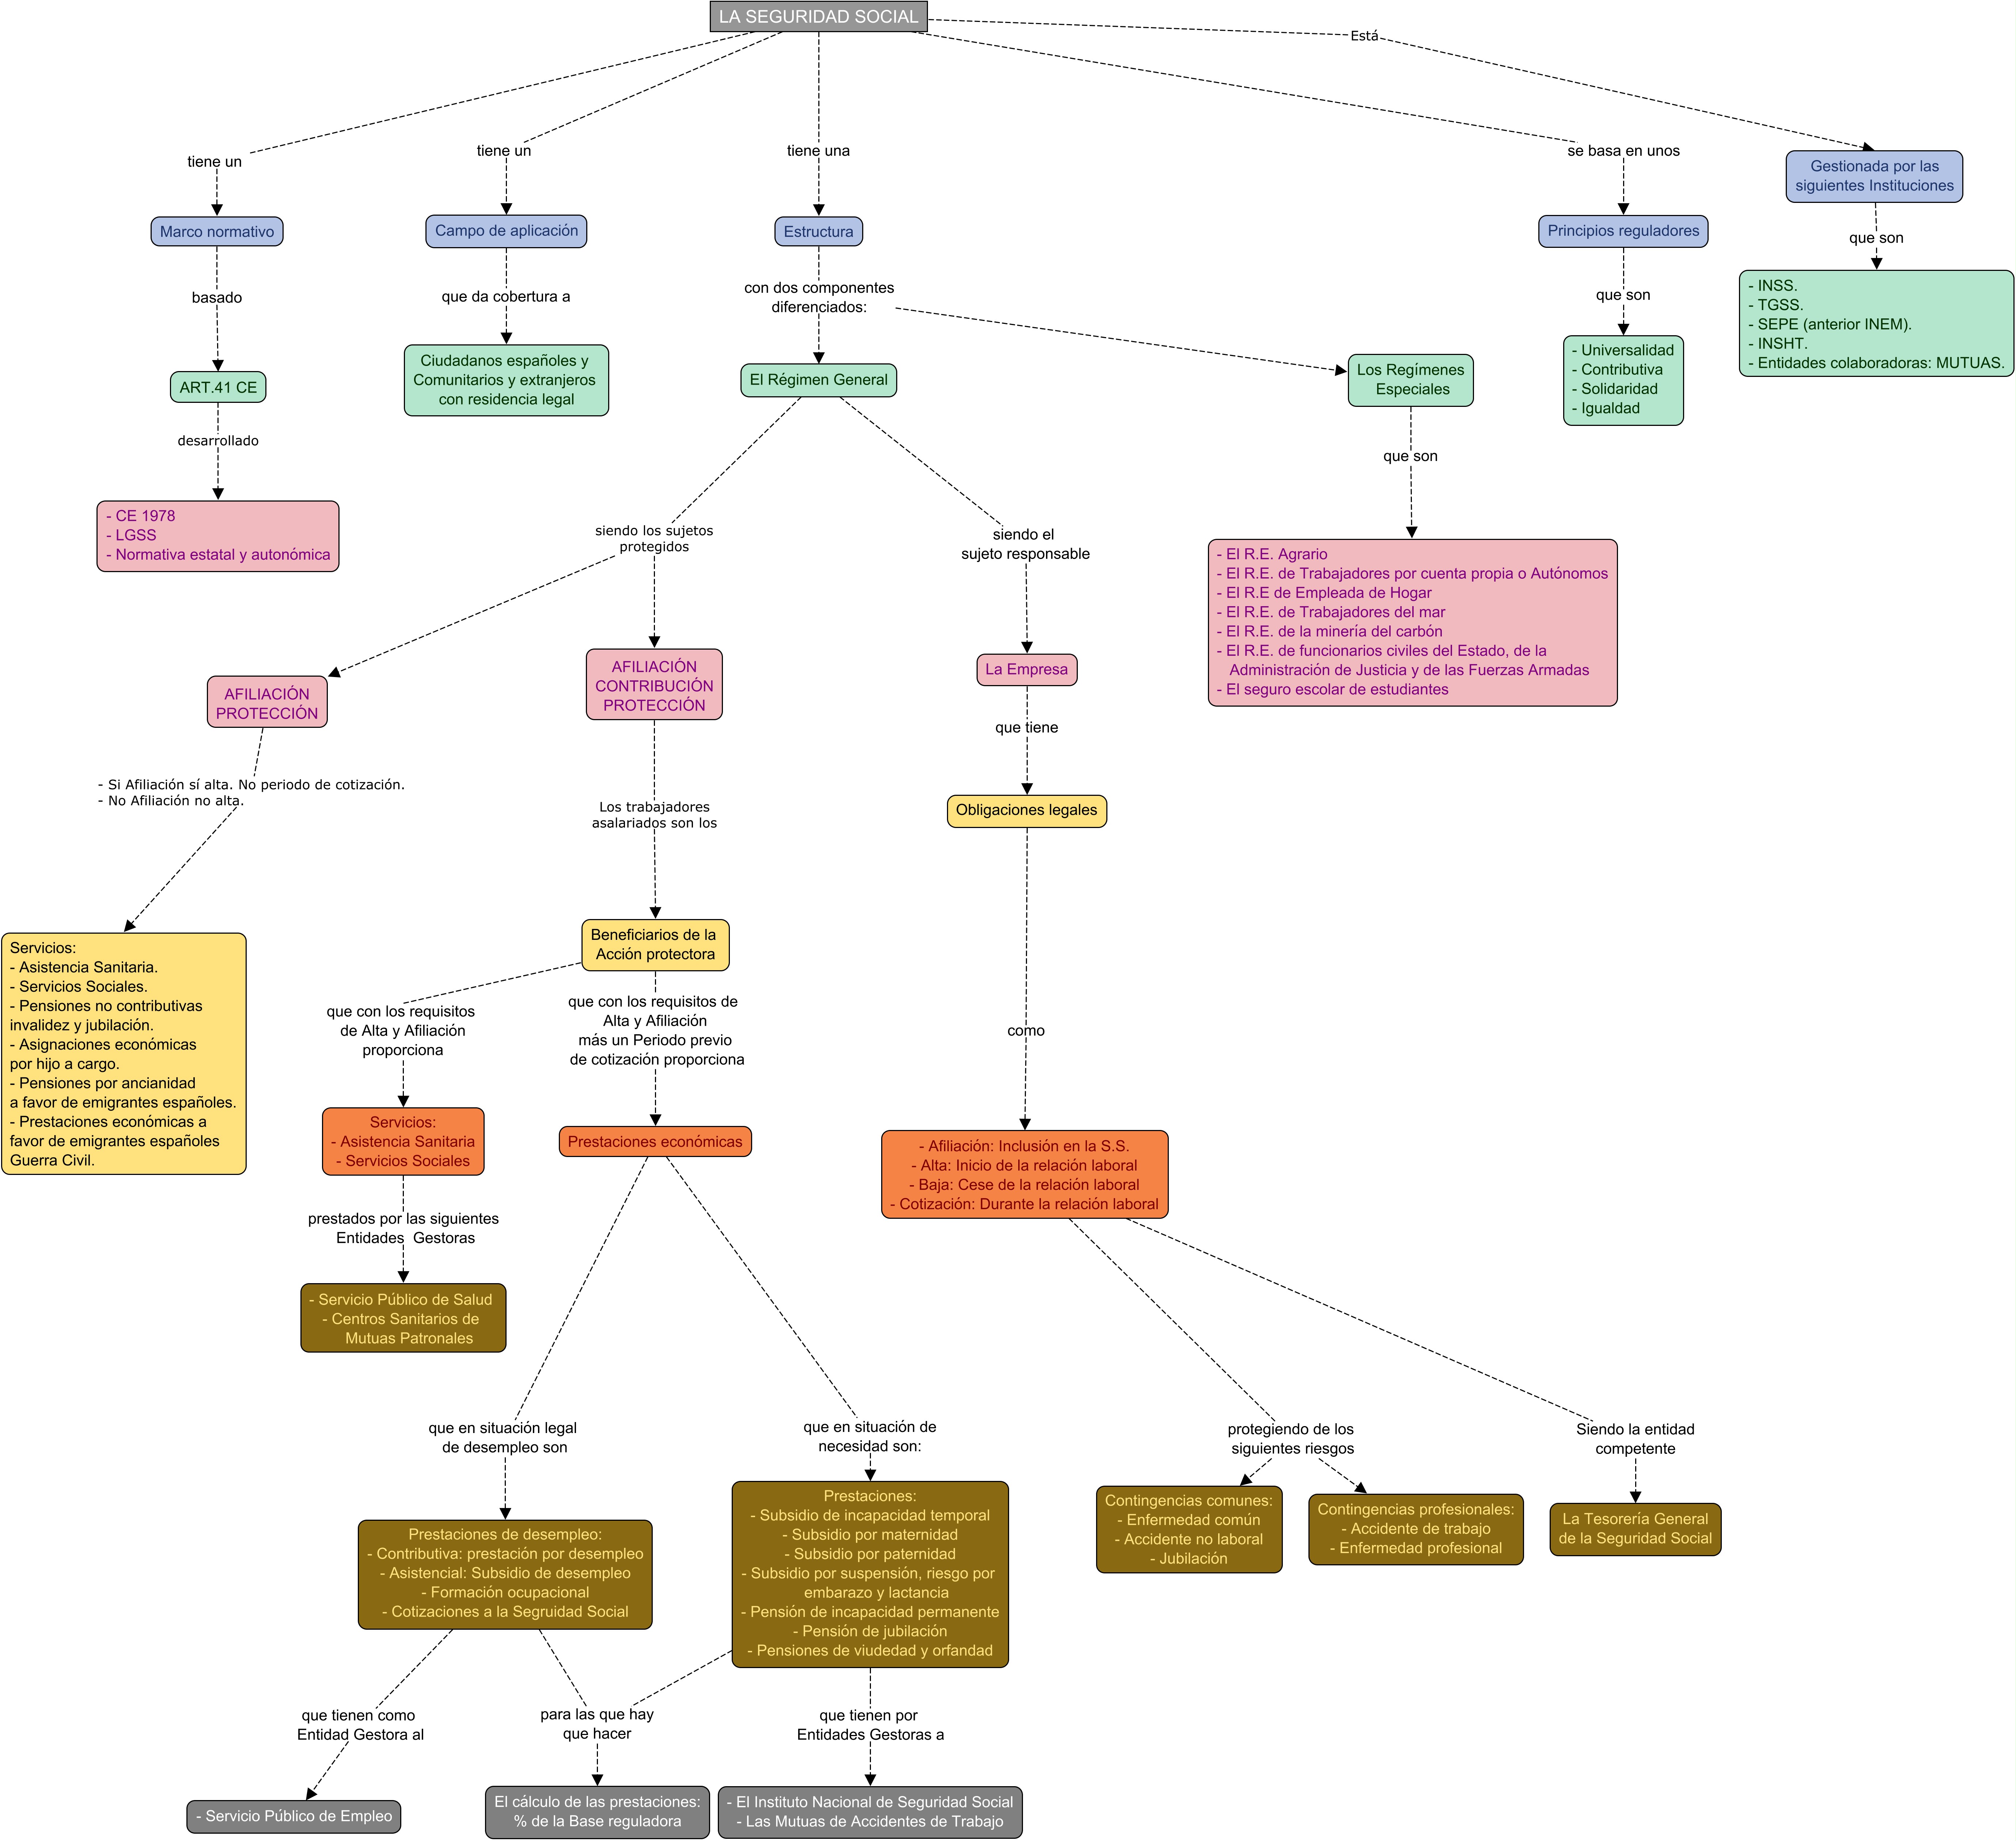 LA SEGURIDAD SOCIAL
Está
tiene un
tiene un
tiene una
se basa en unos
Gestionada por las
siguientes Instituciones
Marco normativo
Campo de aplicación
Estructura
Principios reguladores
que son
basado
que da cobertura a
con dos componentes
diferenciados:
que son
- INSS.
- TGSS.
- SEPE (anterior INEM).
- INSHT.
- Entidades colaboradoras: MUTUAS.
ART.41 CE
Ciudadanos españoles y
Comunitarios y extranjeros
con residencia legal
El Régimen General
Los Regímenes
Especiales
- Universalidad
- Contributiva
- Solidaridad
- Igualdad
desarrollado
que son
- CE 1978
- LGSS
- Normativa estatal y autonómica
siendo los sujetos
protegidos
siendo el
sujeto responsable
- El R.E. Agrario
- El R.E. de Trabajadores por cuenta propia o Autónomos
- El R.E de Empleada de Hogar
- El R.E. de Trabajadores del mar
- El R.E. de la minería del carbón
- El R.E. de funcionarios civiles del Estado, de la
Administración de Justicia y de las Fuerzas Armadas
- El seguro escolar de estudiantes
AFILIACIÓN
PROTECCIÓN
AFILIACIÓN
CONTRIBUCIÓN
PROTECCIÓN
La Empresa
que tiene
- Si Afiliación sí alta. No periodo de cotización.
- No Afiliación no alta.
Los trabajadores
asalariados son los
Obligaciones legales
Servicios:
- Asistencia Sanitaria.
- Servicios Sociales.
- Pensiones no contributivas
invalidez y jubilación.
- Asignaciones económicas
por hijo a cargo.
- Pensiones por ancianidad
a favor de emigrantes españoles.
- Prestaciones económicas a
favor de emigrantes españoles
Guerra Civil.
Beneficiarios de la
Acción protectora
que con los requisitos
de Alta y Afiliación
proporciona
que con los requisitos de
Alta y Afiliación
más un Periodo previo
de cotización proporciona
como
Servicios:
- Asistencia Sanitaria
- Servicios Sociales
Prestaciones económicas
- Afiliación: Inclusión en la S.S.
- Alta: Inicio de la relación laboral
- Baja: Cese de la relación laboral
- Cotización: Durante la relación laboral
prestados por las siguientes
Entidades Gestoras
- Servicio Público de Salud
- Centros Sanitarios de
Mutuas Patronales
que en situación legal
de desempleo son
que en situación de
necesidad son:
protegiendo de los
siguientes riesgos
Siendo la entidad
competente
Prestaciones de desempleo:
- Contributiva: prestación por desempleo
- Asistencial: Subsidio de desempleo
- Formación ocupacional
- Cotizaciones a la Segruidad Social
Prestaciones:
- Subsidio de incapacidad temporal
- Subsidio por maternidad
- Subsidio por paternidad
- Subsidio por suspensión, riesgo por
embarazo y lactancia
- Pensión de incapacidad permanente
- Pensión de jubilación
- Pensiones de viudedad y orfandad
Contingencias comunes:
- Enfermedad común
- Accidente no laboral
- Jubilación
Contingencias profesionales:
- Accidente de trabajo
- Enfermedad profesional
La Tesorería General
de la Seguridad Social
que tienen como
Entidad Gestora al
para las que hay
que hacer
que tienen por
Entidades Gestoras a
- Servicio Público de Empleo
El cálculo de las prestaciones:
% de la Base reguladora
- El Instituto Nacional de Seguridad Social
- Las Mutuas de Accidentes de Trabajo